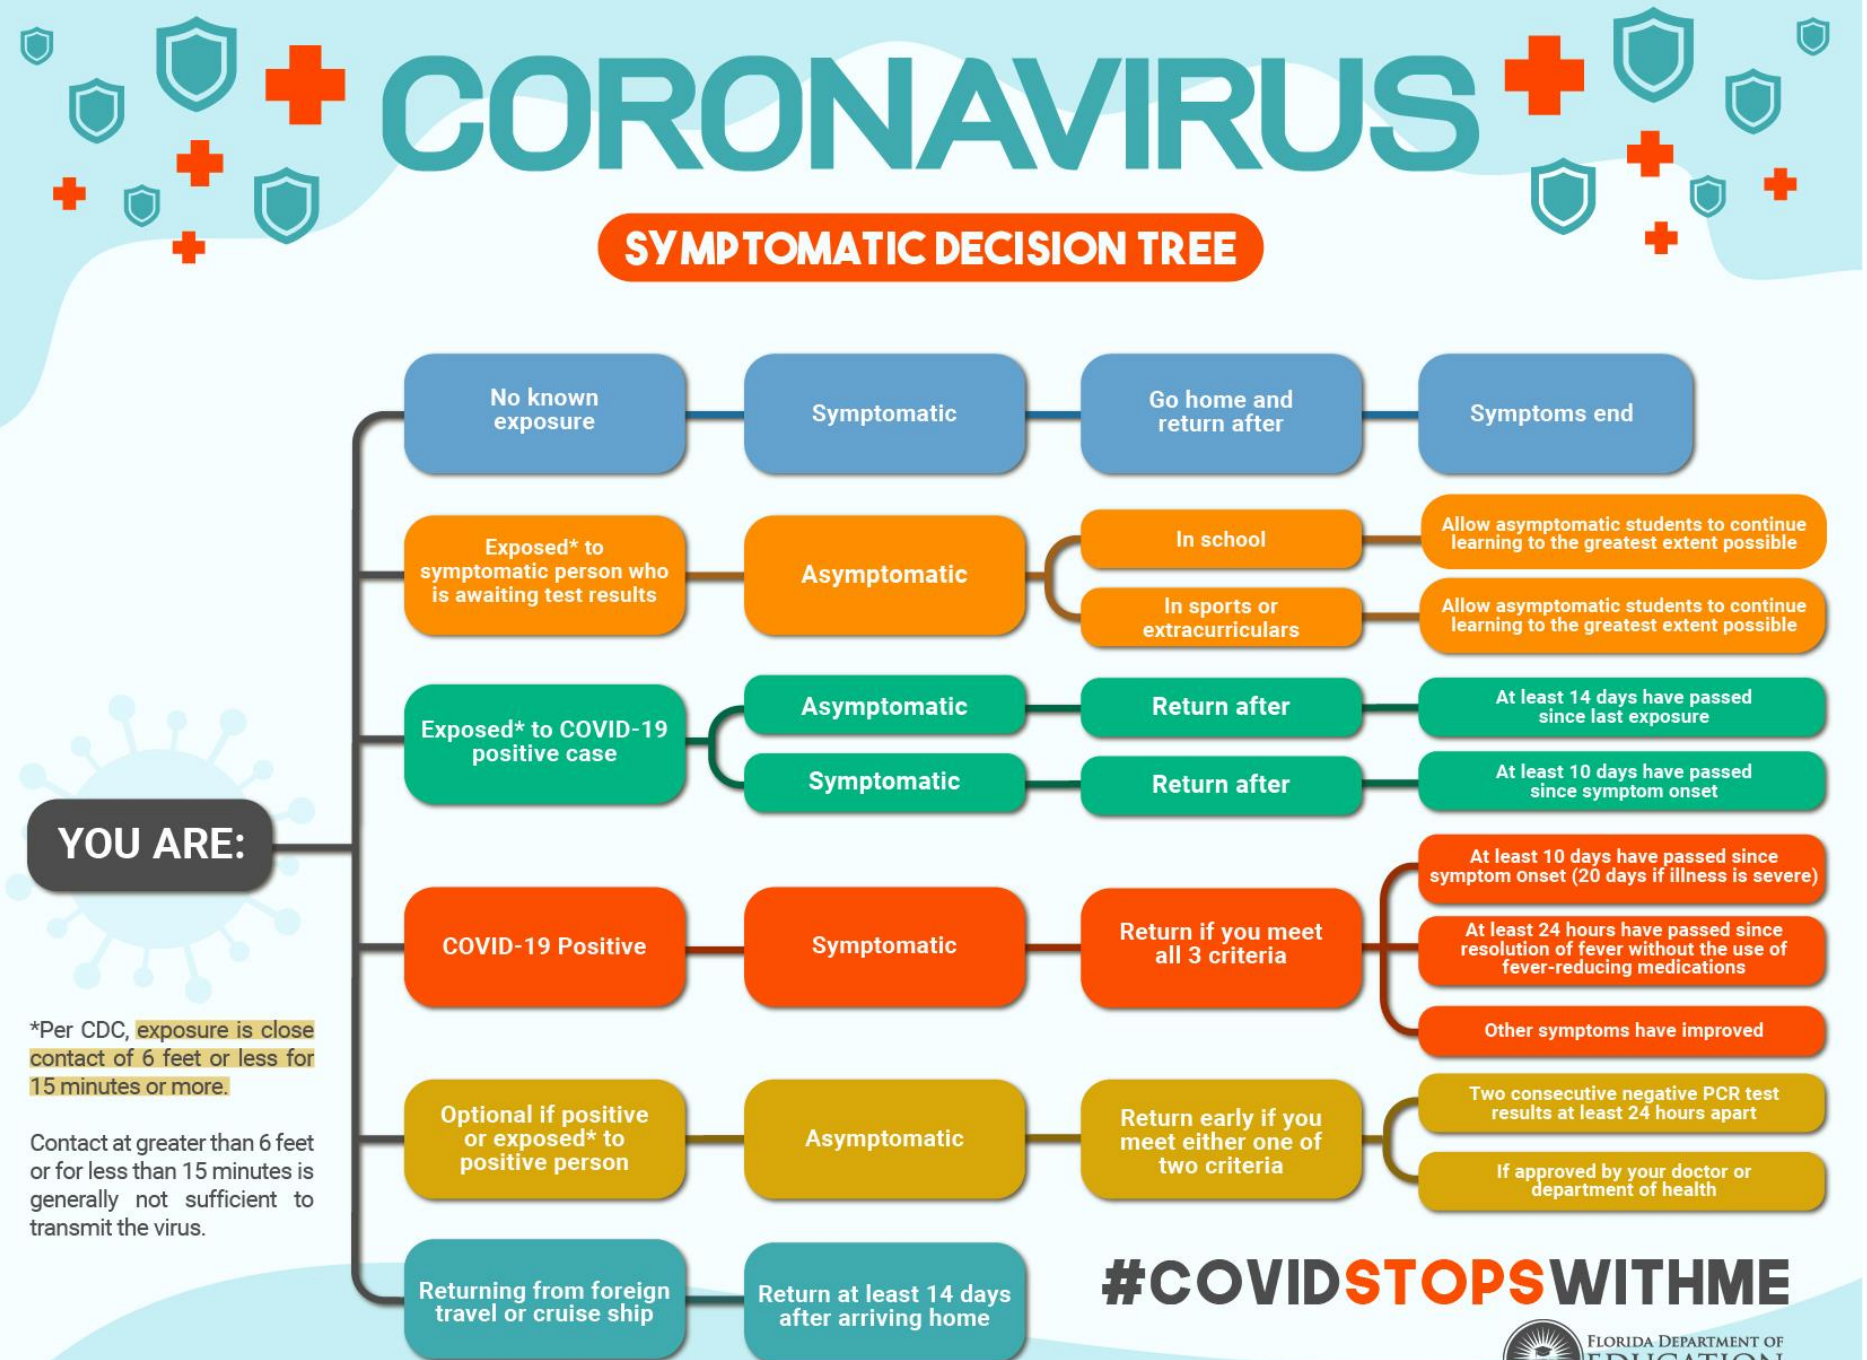 CORONAVIRUS
SYMPTOMATIC DECISION TREE
YOU ARE:
No known
exposure
Symptomatic
Go home and
return after
Symptoms end
Exposed* to
symptomatic person who
is awaiting test results
Asymptomatic
In school
Allow asymptomatic students to continue
learning to the greatest extent possible
In sports or
extracurriculars
Allow asymptomatic students to continue
learning to the greatest extent possible
Exposed* to COVID-19
positive case
Asymptomatic
Return after
At least 14 days have passed
since last exposure
Symptomatic
Return after
At least 10 days have passed
since symptom onset
COVID-19 Positive
Symptomatic
Return if you meet
all 3 criteria
At least 10 days have passed since
symptom onset (20 days if illness is severe)
At least 24 hours have passed since
resolution of fever without the use of
fever-reducing medications
Other symptoms have improved
Optional if positive
or exposed* to
positive person
Asymptomatic
Return early if you
meet either one of
two criteria
Two consecutive negative PCR test
results at least 24 hours apart
If approved by your doctor or
department of health
Returning from foreign
travel or cruise ship
Return at least 14 days
after arriving home
*Per CDC, exposure is close
contact of 6 feet or less for
15 minutes or more.
Contact at greater than 6 feet
or for less than 15 minutes is
generally not sufficient to
transmit the virus.
#COVIDSTOPSWITHME
FLORIDA DEPARTMENT OF
EDUCATION